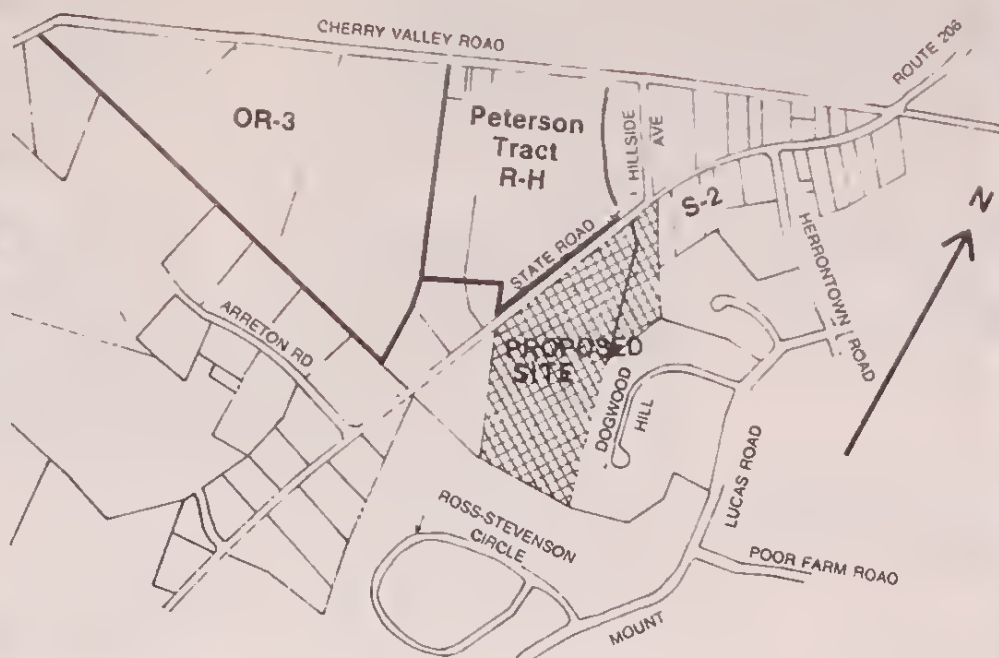 CHERRY VALLEY ROAD
ROUTE 206
OR-3
Peterson
Tract
R-H
HILLSIDE
AVE
S-2
N
STATE ROAD
HERRONTOWN ROAD
ARRETON RD
PROPOSED
SITE
DOGWOOD
HILL
LUCAS ROAD
ROSS-STEVENSON
CIRCLE
POOR FARM ROAD
MOUNT